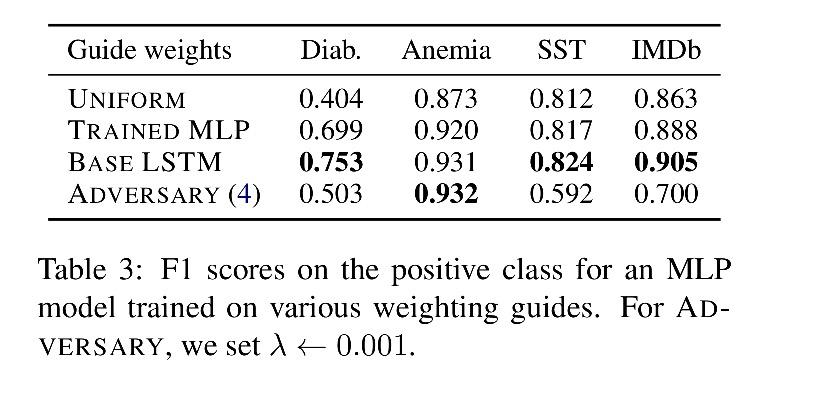 Guide weights Diab. Anemia SST IMDb
UNIFORM 0.404 0.873 0.812 0.863
TRAINED MLP 0.699 0.920 0.817 0.888
BASE LSTM 0.753 0.931 0.824 0.905
ADVERSARY (4) 0.503 0.932 0.592 0.700
Table 3: F1 scores on the positive class for an MLP
model trained on various weighting guides. For AD-
VERSARY, we set λ ← 0.001.